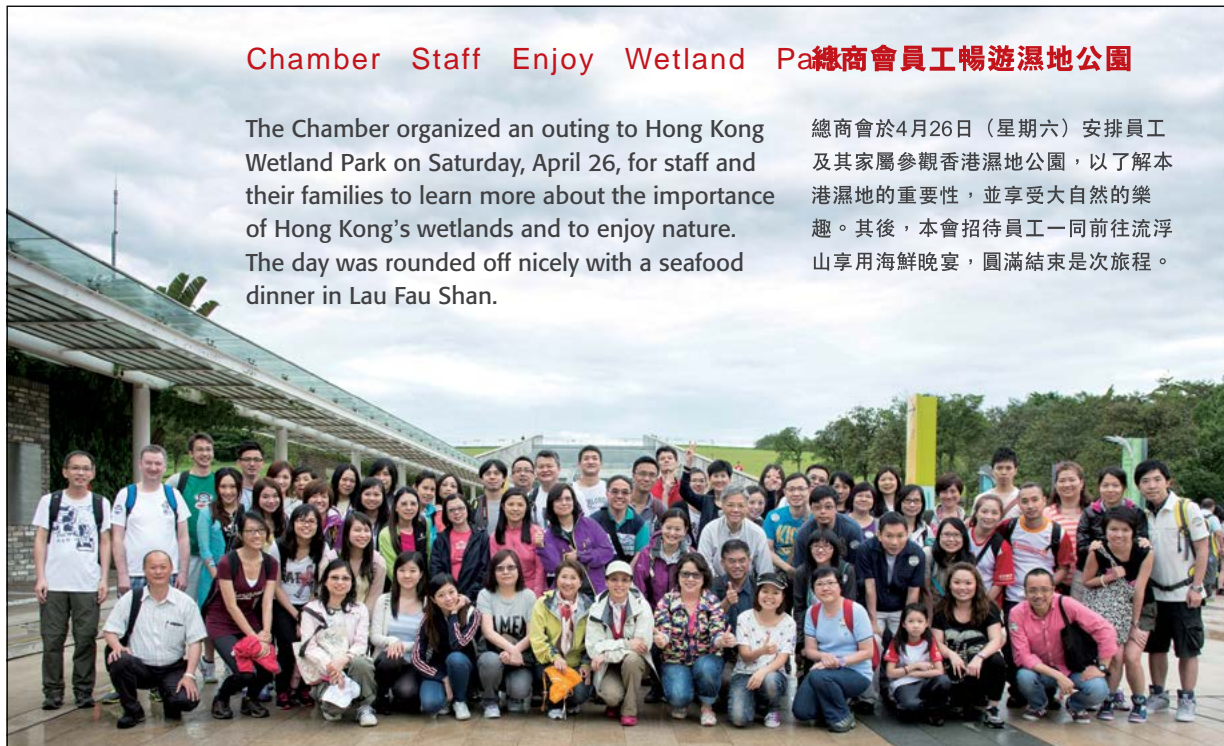 Chamber Staff Enjoy Wetland Park
The Chamber organized an outing to Hong Kong
Wetland Park on Saturday, April 26, for staff and
their families to learn more about the importance
of Hong Kong’s wetlands and to enjoy nature.
The day was rounded off nicely with a seafood
dinner in Lau Fau Shan.
總商會員工暢遊濕地公園
總商會於4月26日（星期六）安排員工
及其家屬參觀香港濕地公園，以了解本
港濕地的重要性，並享受大自然的樂
趣。其後，本會招待員工一同前往流浮
山享用海鮮晚宴，圓滿結束是次旅程。